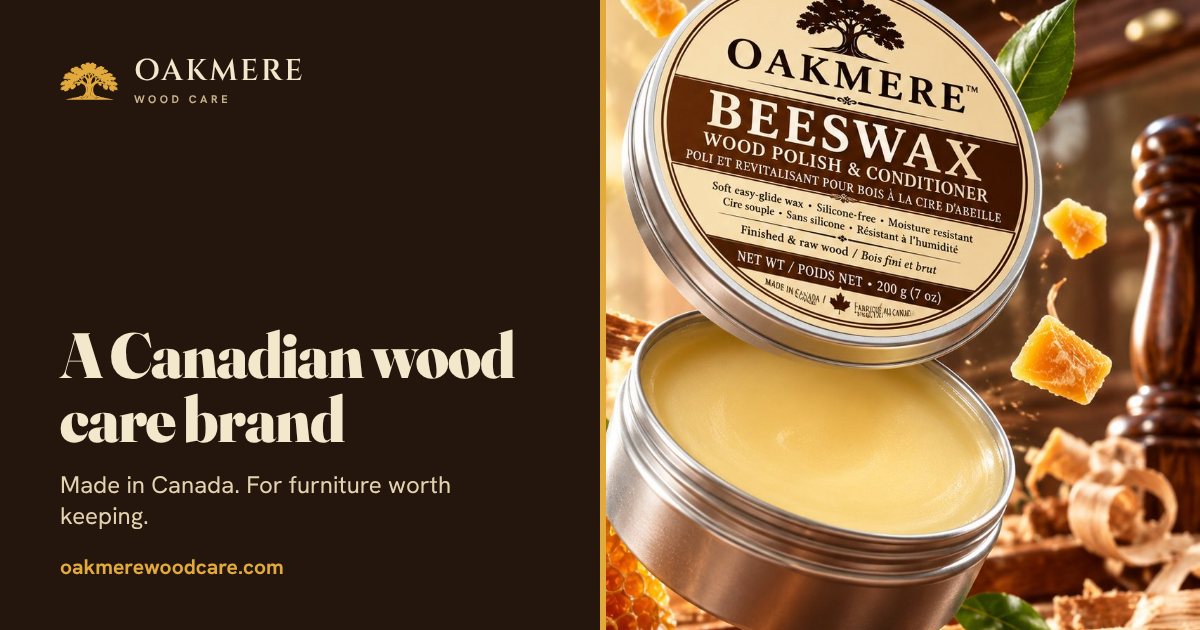 OAKMERE
WOOD CARE
A Canadian wood
care brand
Made in Canada. For furniture worth
keeping.
oakmerewoodcare.com
OAKMERE™
BEESWAX
WOOD POLISH & CONDITIONER
POLI ET REVITALISANT POUR BOIS À LA CIRE D'ABEILLE
Soft easy-glide wax • Silicone-free • Moisture resistant
Cire souple • Sans silicone • Résistant à l'humidité
Finished & raw wood / Bois fini et brut
NET WT / POIDS NET • 200 g (7 oz)
MADE IN CANADA /